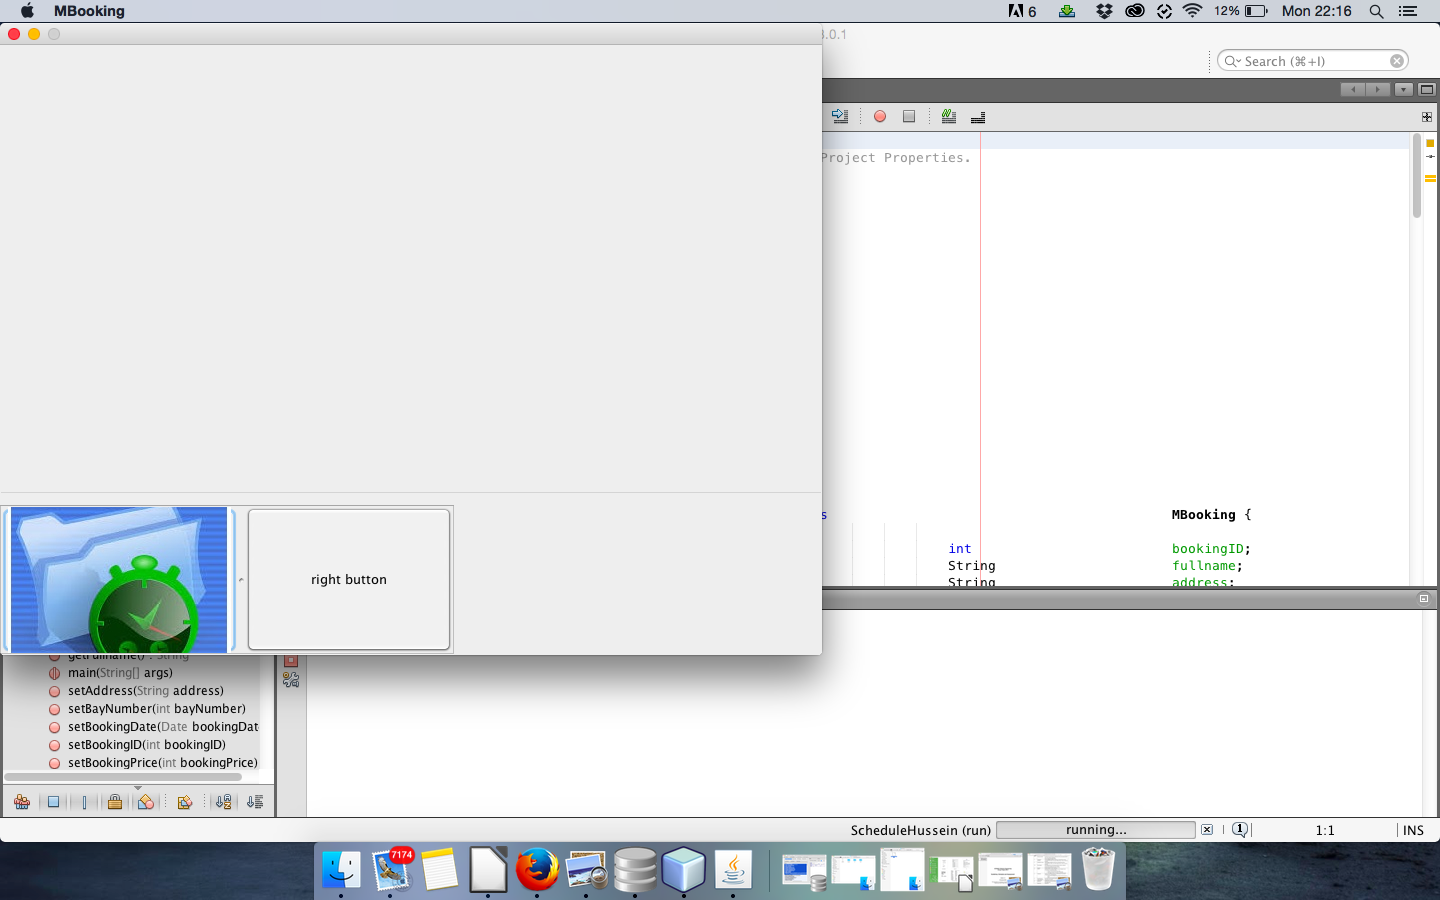 MBooking
6
12%
Mon 22:16
8.0.1
Search (⌘+I)
Project Properties.
s
MBooking {
int bookingID;
String fullname;
String address;
right button
getFullname() : String
main(String[] args)
setAddress(String address)
setBayNumber(int bayNumber)
setBookingDate(Date bookingDat
setBookingID(int bookingID)
setBookingPrice(int bookingPrice)
ScheduleHussein (run)
running...
1
1:1
INS
7174